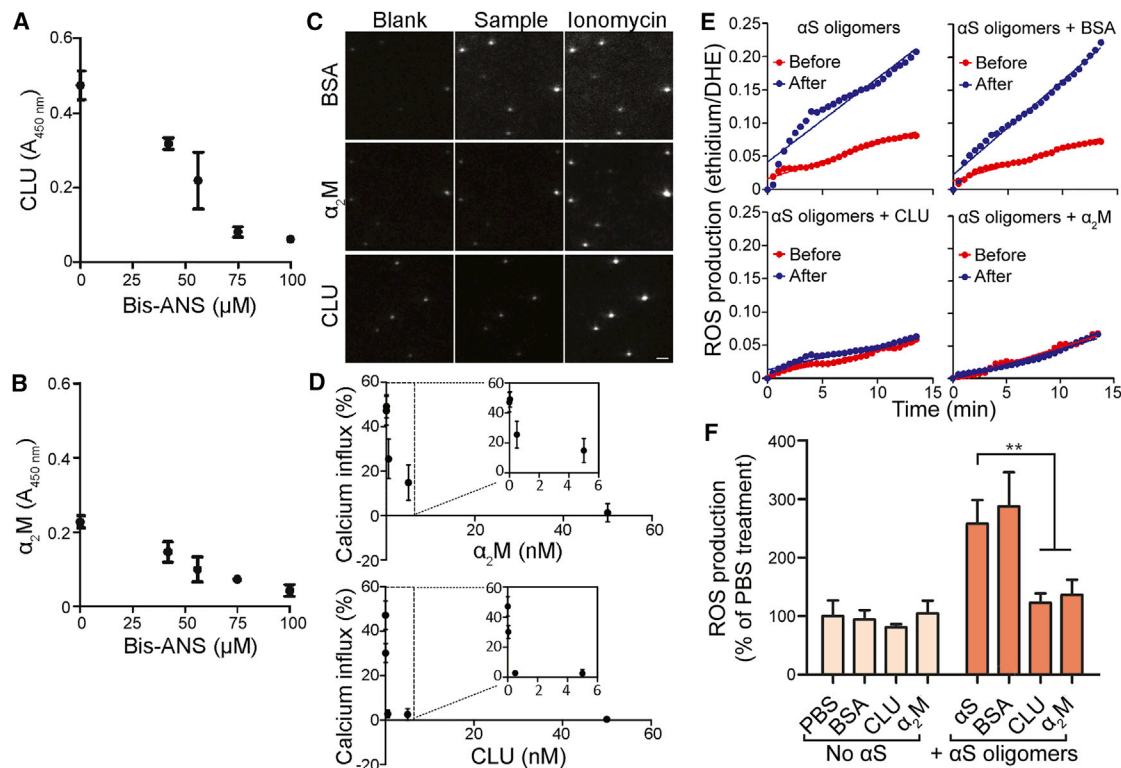 A
CLU (A450 nm)
0.6
0.4
0.2
0
0 25 50 75 100
Bis-ANS (μM)
B
α2M (A450 nm)
0.6
0.4
0.2
0
0 25 50 75 100
Bis-ANS (μM)
C
Blank Sample Ionomycin
BSA
α2M
CLU
D
Calcium influx (%)
60
40
20
0
-20
60
40
20
0
0 2 4 6
20 40 60
α2M (nM)
Calcium influx (%)
60
40
20
0
-20
60
40
20
0
0 2 4 6
20 40 60
CLU (nM)
E
ROS production (ethidium/DHE)
αS oligomers
Before
After
0.25
0.20
0.15
0.10
0.05
0
αS oligomers + BSA
Before
After
0 5 10 15
αS oligomers + CLU
Before
After
0.25
0.20
0.15
0.10
0.05
0
0 5 10 15
αS oligomers + α2M
Before
After
0 5 10 15
Time (min)
F
ROS production
(% of PBS treatment)
400
300
200
100
0
**
PBS BSA CLU α2M αS BSA CLU α2M
No αS + αS oligomers